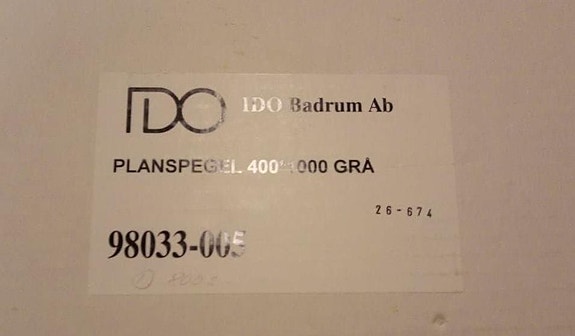 IDO IDO Badrum Ab
PLANSPEGEL 400*1000 GRÅ
26-674
98033-005